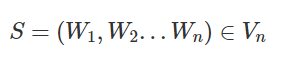 S = (W₁, W₂… Wₙ) ∈ Vₙ